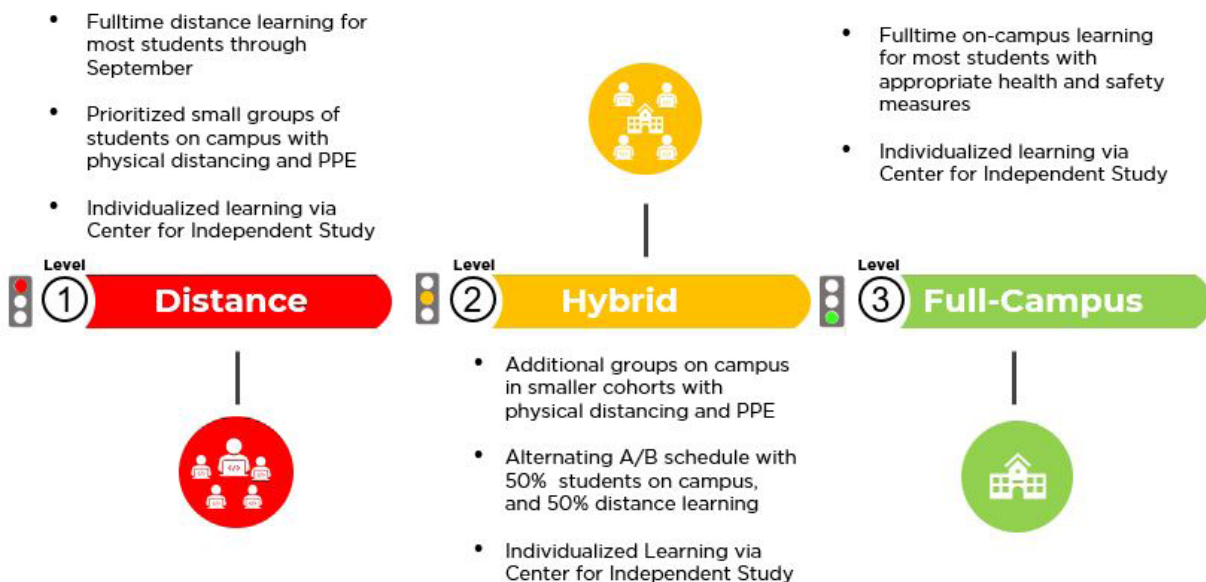 • Fulltime distance learning for
most students through
September
• Prioritized small groups of
students on campus with
physical distancing and PPE
• Individualized learning via
Center for Independent Study
Level
1
Distance
Level
2
Hybrid
• Additional groups on campus
in smaller cohorts with
physical distancing and PPE
• Alternating A/B schedule with
50% students on campus,
and 50% distance learning
• Individualized Learning via
Center for Independent Study
• Fulltime on-campus learning
for most students with
appropriate health and safety
measures
• Individualized learning via
Center for Independent Study
Level
3
Full-Campus